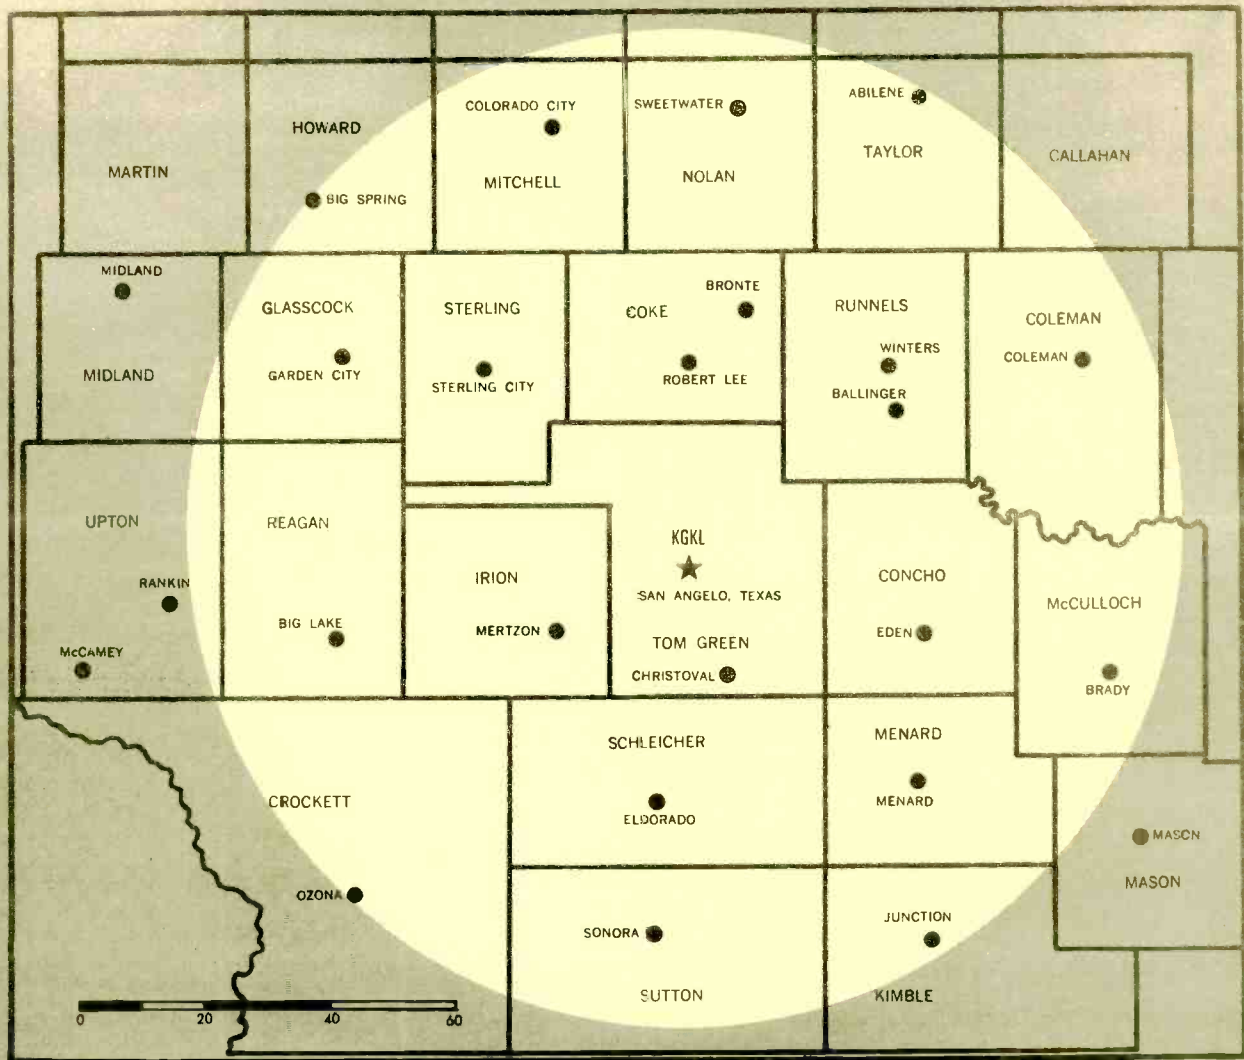 COLORADO CITY
SWEETWATER
ABILENE
HOWARD
MARTIN
MITCHELL
NOLAN
TAYLOR
CALLAHAN
BIG SPRING
MIDLAND
BRONTE
GLASSCOCK
STERLING
COKE
RUNNELS
COLEMAN
WINTERS
COLEMAN
MIDLAND
GARDEN CITY
STERLING CITY
ROBERT LEE
BALLINGER
UPTON
REAGAN
KGKL
IRION
SAN ANGELO, TEXAS
CONCHO
RANKIN
McCULLOCH
BIG LAKE
MERTZON
TOM GREEN
EDEN
McCAMEY
CHRISTOVAL
BRADY
SCHLEICHER
MENARD
CROCKETT
ELDORADO
MENARD
MASCN
MASON
OZONA
SONORA
JUNCTION
SUTTON
KIMBLE
0 20 40 60